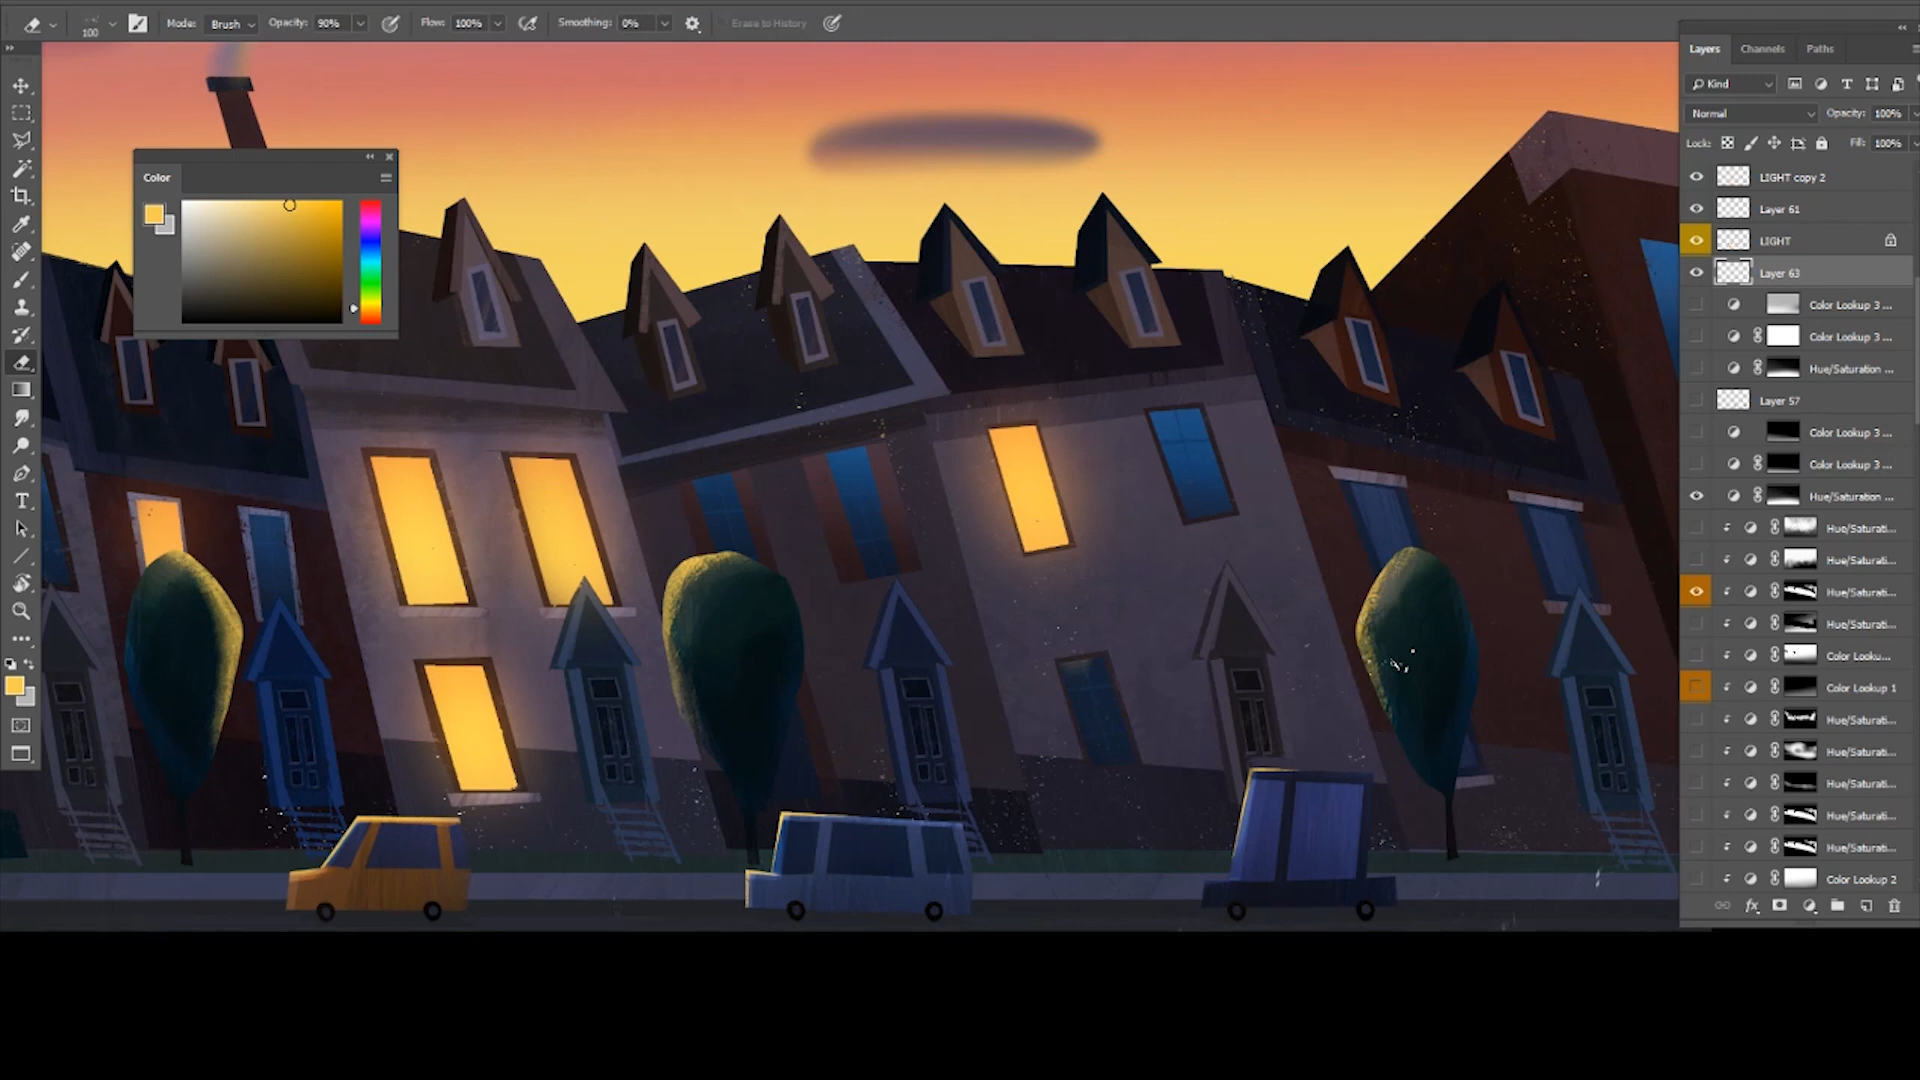 100 Mode: Brush Opacity: 90% Flow: 100% Smoothing: 0% Erase to History
Color
Layers Channels Paths
Kind
Normal Opacity: 100%
Lock: Fill: 100%
LIGHT copy 2
Layer 61
LIGHT
Layer 63
Color Lookup 3 ...
Color Lookup 3 ...
Hue/Saturation ...
Layer 57
Color Lookup 3 ...
Color Lookup 3 ...
Hue/Saturation ...
Hue/Saturati...
Hue/Saturati...
Hue/Saturati...
Hue/Saturati...
Color Looku...
Color Lookup 1
Hue/Saturati...
Hue/Saturati...
Hue/Saturati...
Hue/Saturati...
Hue/Saturati...
Color Lookup 2